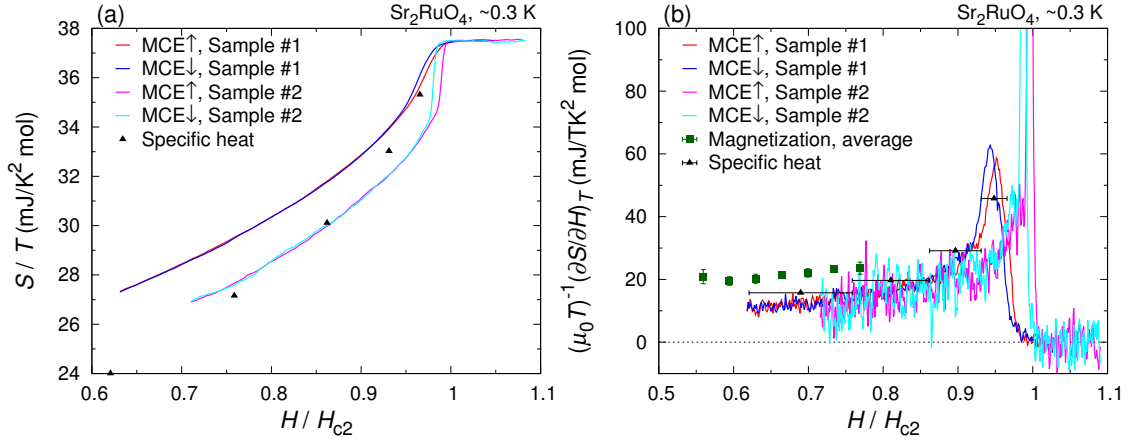 (a)
Sr2RuO4, ~0.3 K
MCE↑, Sample #1
MCE↓, Sample #1
MCE↑, Sample #2
MCE↓, Sample #2
Specific heat
S / T (mJ/K² mol)
38
36
34
32
30
28
26
24
0.6 0.7 0.8 0.9 1 1.1
H / Hc2
(b)
Sr2RuO4, ~0.3 K
MCE↑, Sample #1
MCE↓, Sample #1
MCE↑, Sample #2
MCE↓, Sample #2
Magnetization, average
Specific heat
(μ0T)⁻¹(∂S/∂H)T (mJ/TK² mol)
100
80
60
40
20
0
0.5 0.6 0.7 0.8 0.9 1 1.1
H / Hc2